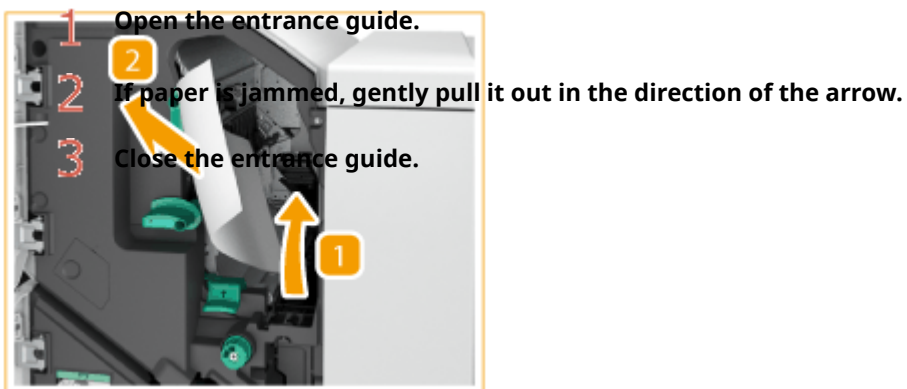 1 Open the entrance guide.
2
2 If paper is jammed, gently pull it out in the direction of the arrow.
3 Close the entrance guide.
1